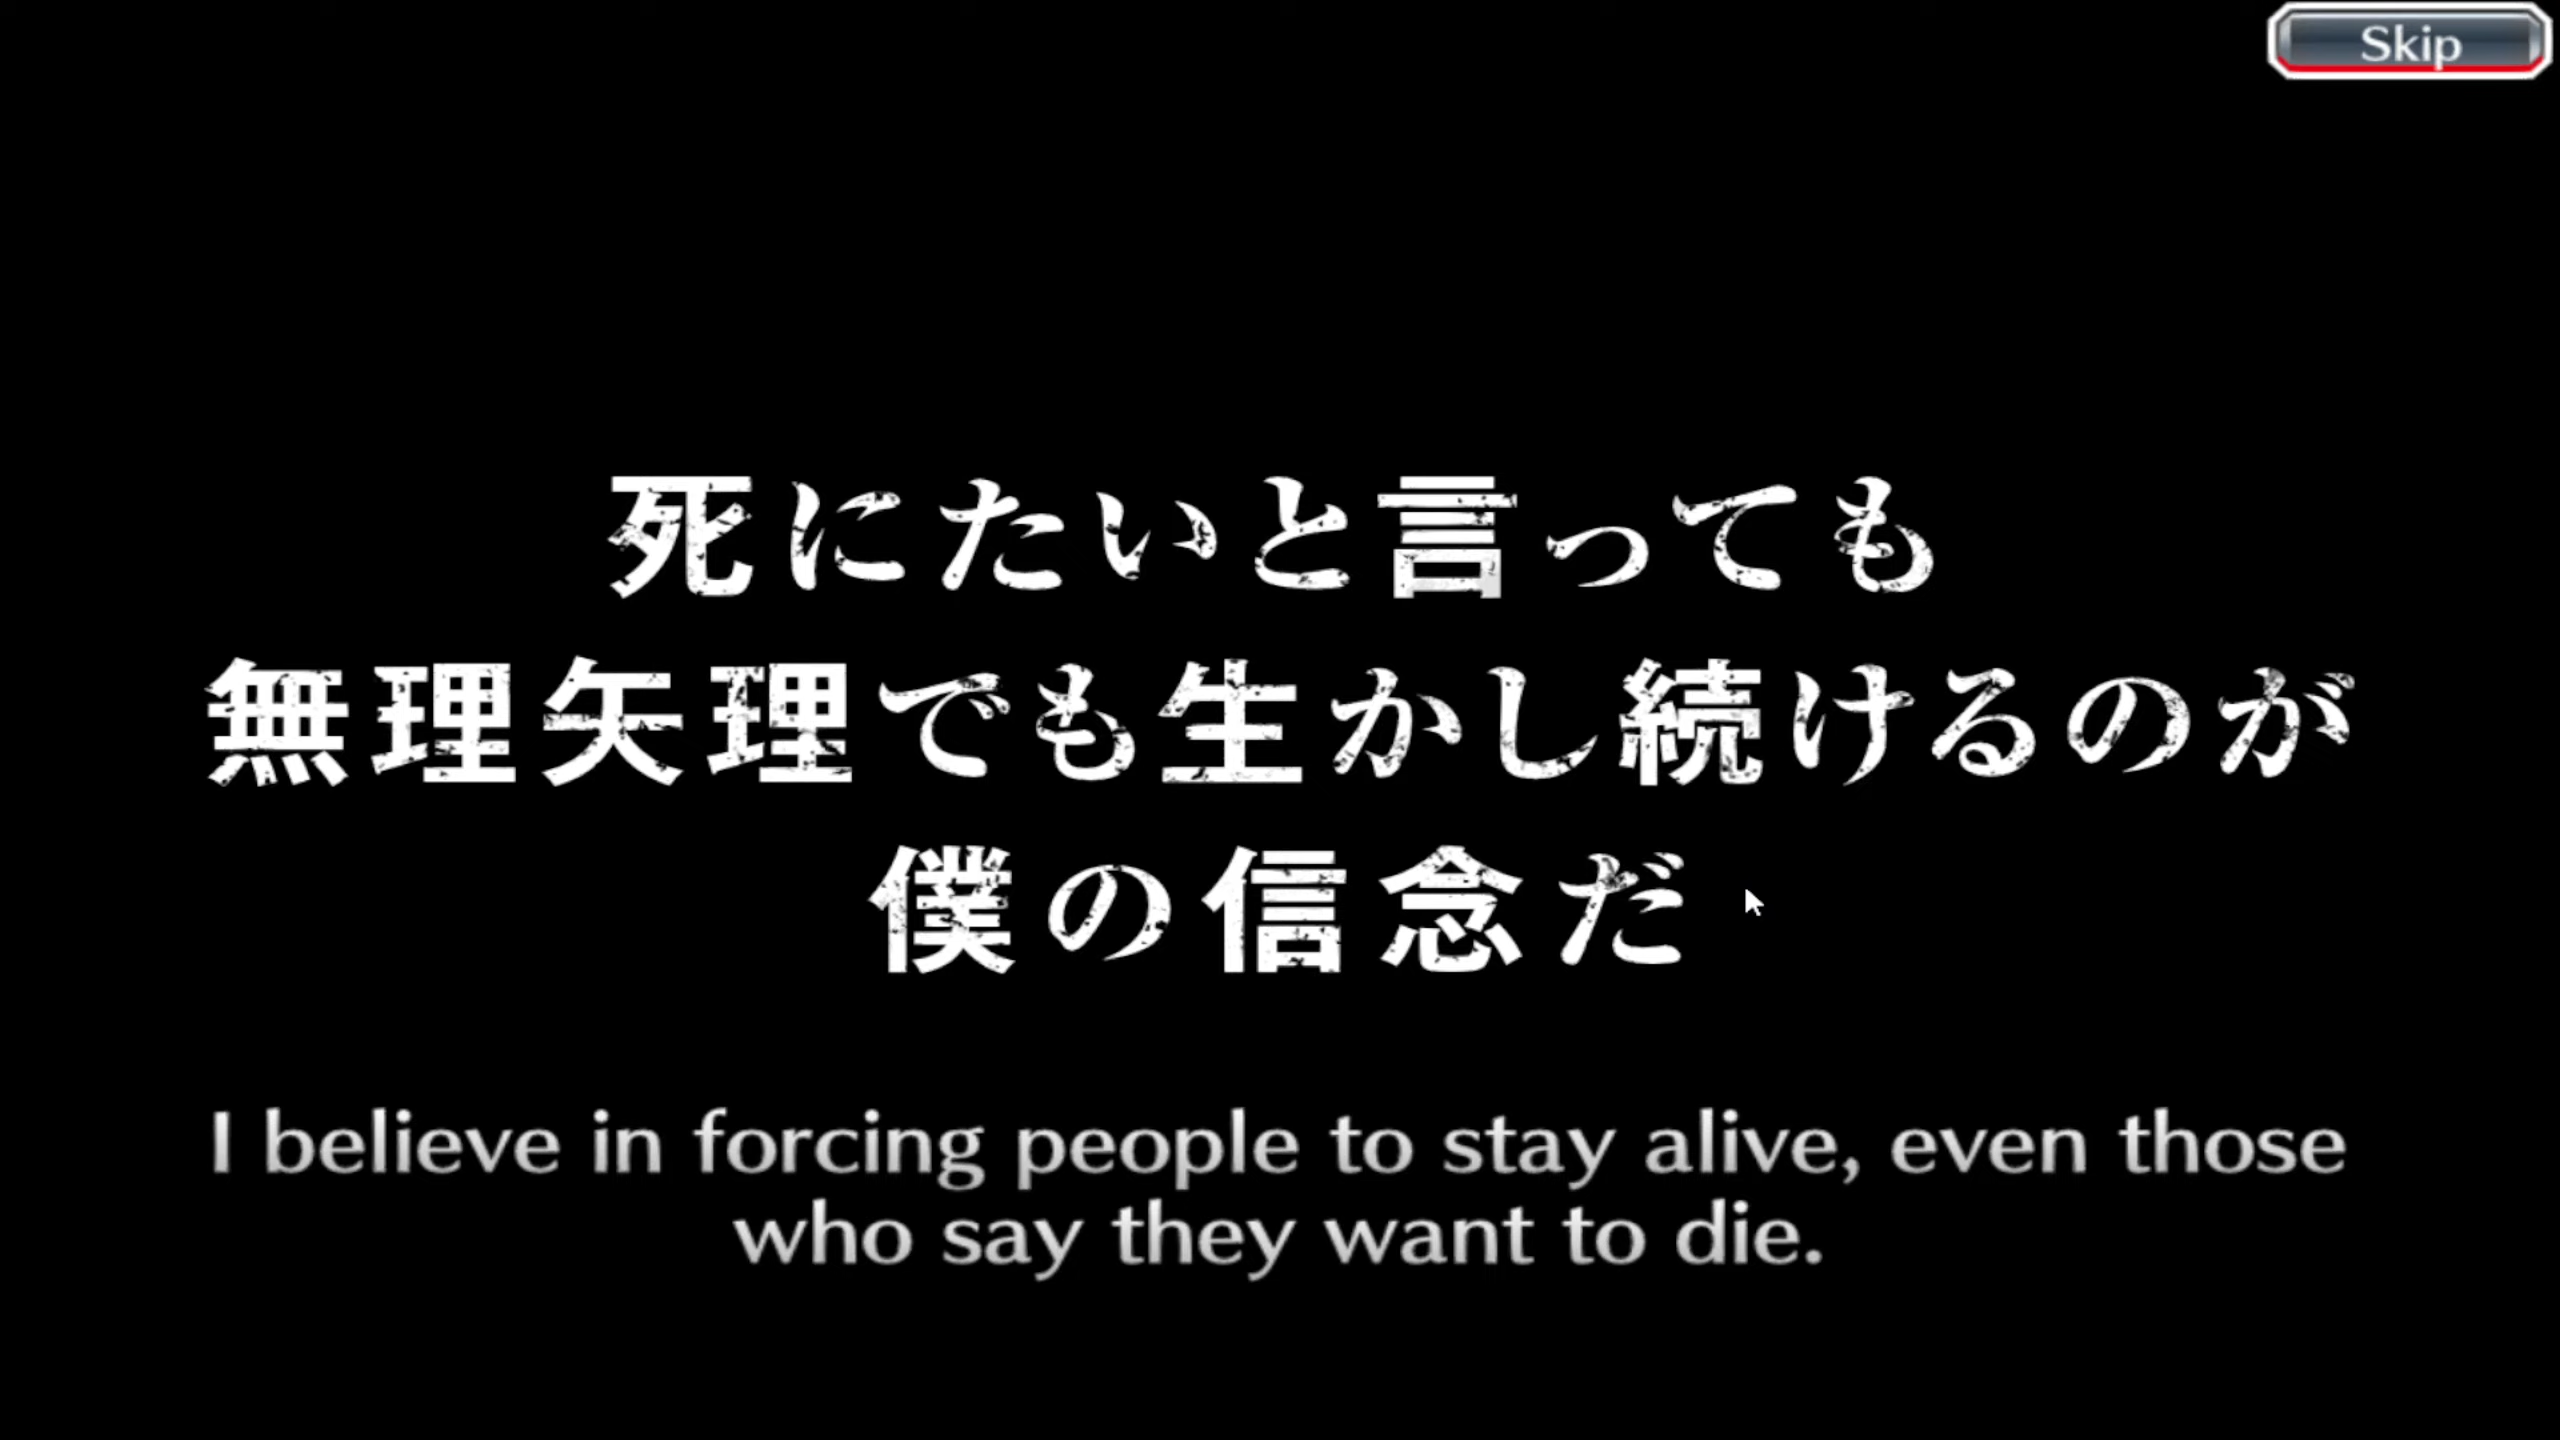 Skip
死にたいと言っても
無理矢理でも生かし続けるのが
僕の信念だ
I believe in forcing people to stay alive, even those
who say they want to die.